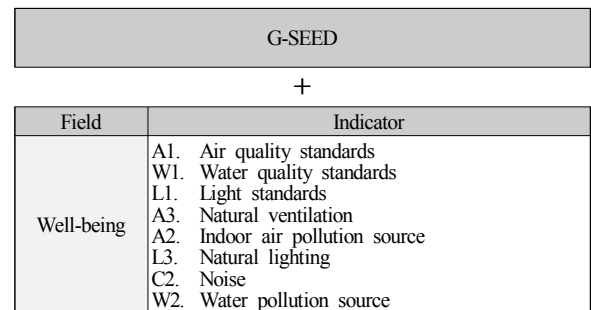 G-SEED
+
Field Indicator
A1. Air quality standards
W1. Water quality standards
L1. Light standards
A3. Natural ventilation
Well-being
A2. Indoor air pollution source
L3. Natural lighting
C2. Noise
W2. Water pollution source